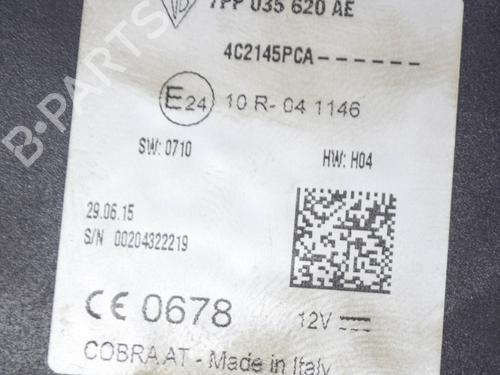 7PP 035 620 AE
4C2145PCA------
E24 10 R-04 1146
SW: 0710 HW: H04
29.06.15
S/N 00204322219
CE 0678 12V
COBRA AT - Made in Italy
B-PARTS